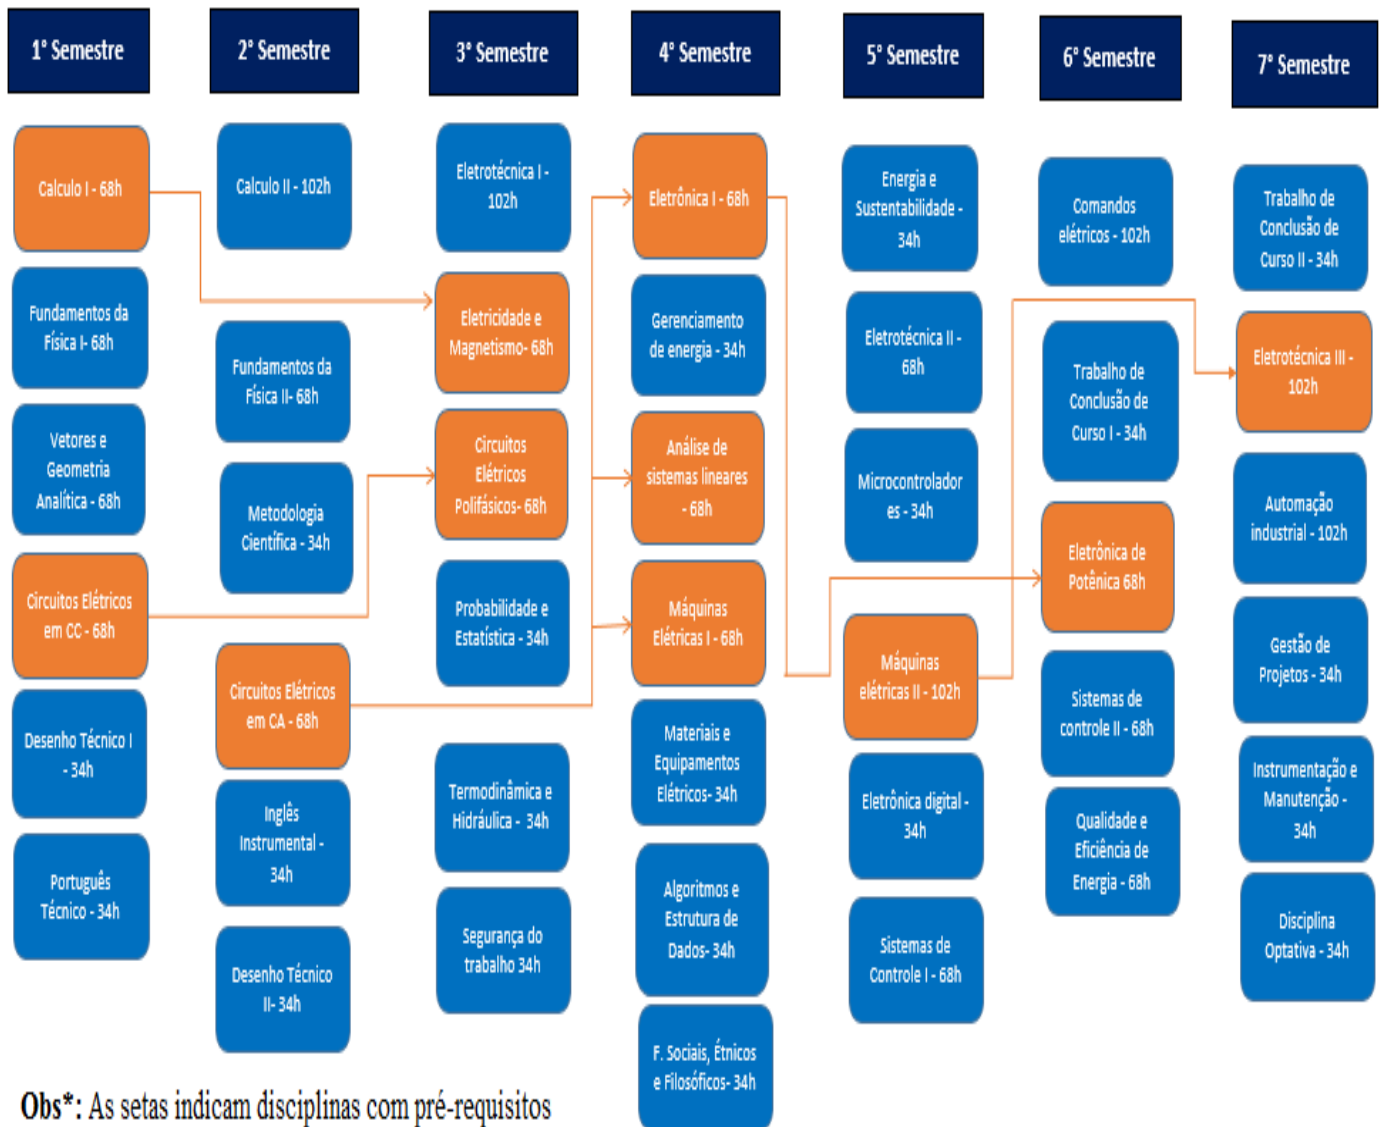 1° Semestre
2° Semestre
3° Semestre
4° Semestre
5° Semestre
6° Semestre
7° Semestre
Calculo I - 68h
Fundamentos da
Física I- 68h
Vetores e
Geometria
Analítica - 68h
Circuitos Elétricos
em CC - 68h
Desenho Técnico I
- 34h
Português
Técnico - 34h
Calculo II - 102h
Fundamentos da
Física II- 68h
Metodologia
Científica - 34h
Circuitos Elétricos
em CA - 68h
Inglês
Instrumental -
34h
Desenho Técnico
II- 34h
Eletrotécnica I -
102h
Eletricidade e
Magnetismo- 68h
Circuitos
Elétricos
Polifásicos- 68h
Probabilidade e
Estatística - 34h
Termodinâmica e
Hidráulica - 34h
Segurança do
trabalho 34h
Eletrônica I - 68h
Gerenciamento
de energia - 34h
Análise de
sistemas lineares
- 68h
Máquinas
Elétricas I - 68h
Materiais e
Equipamentos
Elétricos- 34h
Algoritmos e
Estrutura de
Dados- 34h
F. Sociais, Étnicos
e Filosóficos- 34h
Energia e
Sustentabilidade -
34h
Eletrotécnica II -
68h
Microcontrolador
es - 34h
Máquinas
elétricas II - 102h
Eletrônica digital -
34h
Sistemas de
Controle I - 68h
Comandos
elétricos - 102h
Trabalho de
Conclusão de
Curso I - 34h
Eletrônica de
Potênica 68h
Sistemas de
controle II - 68h
Qualidade e
Eficiência de
Energia - 68h
Trabalho de
Conclusão de
Curso II - 34h
Eletrotécnica III -
102h
Automação
industrial - 102h
Gestão de
Projetos - 34h
Instrumentação e
Manutenção -
34h
Disciplina
Optativa - 34h
Obs*: As setas indicam disciplinas com pré-requisitos